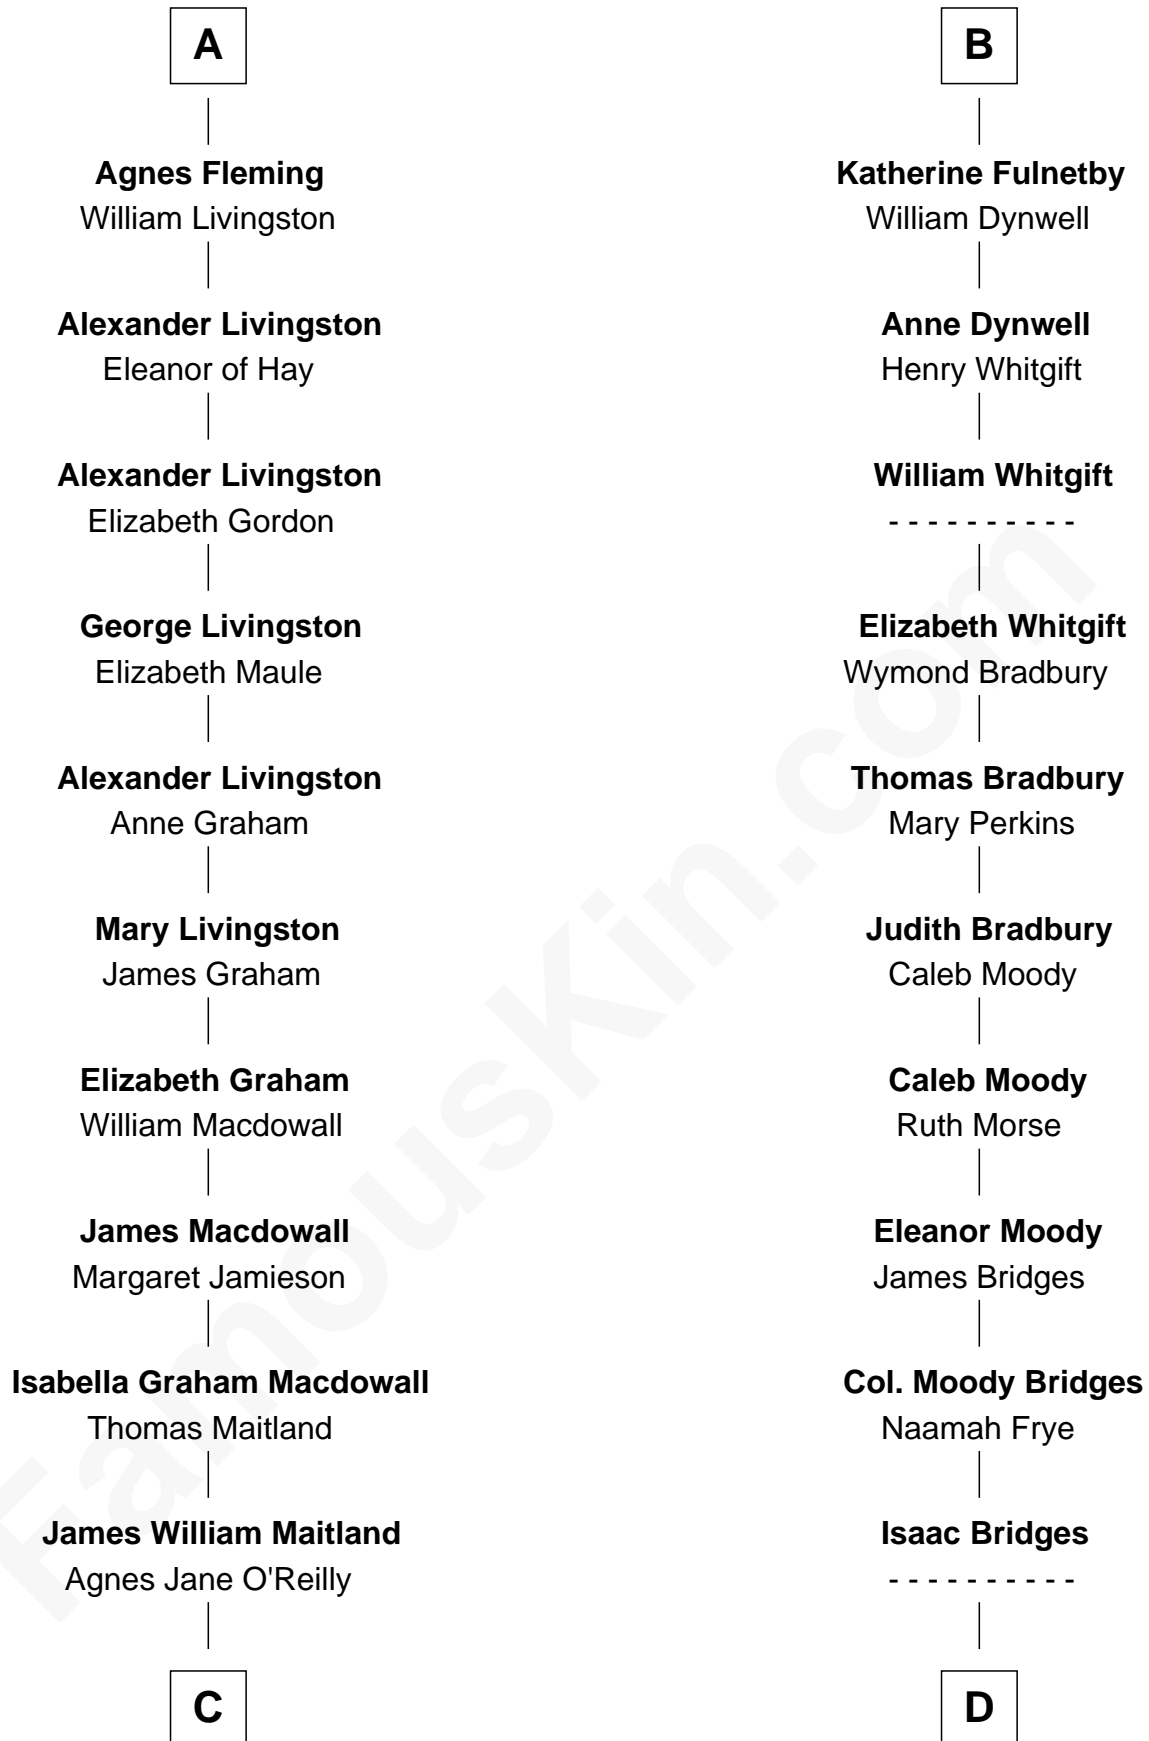 A
Agnes Fleming
William Livingston
Alexander Livingston
Eleanor of Hay
Alexander Livingston
Elizabeth Gordon
George Livingston
Elizabeth Maule
Alexander Livingston
Anne Graham
Mary Livingston
James Graham
Elizabeth Graham
William Macdowall
James Macdowall
Margaret Jamieson
Isabella Graham Macdowall
Thomas Maitland
James William Maitland
Agnes Jane O'Reilly
C
B
Katherine Fulnetby
William Dynwell
Anne Dynwell
Henry Whitgift
William Whitgift
- - - - - - - - - -
Elizabeth Whitgift
Wymond Bradbury
Thomas Bradbury
Mary Perkins
Judith Bradbury
Caleb Moody
Caleb Moody
Ruth Morse
Eleanor Moody
James Bridges
Col. Moody Bridges
Naamah Frye
Isaac Bridges
- - - - - - - - - -
D
FamousKin.com